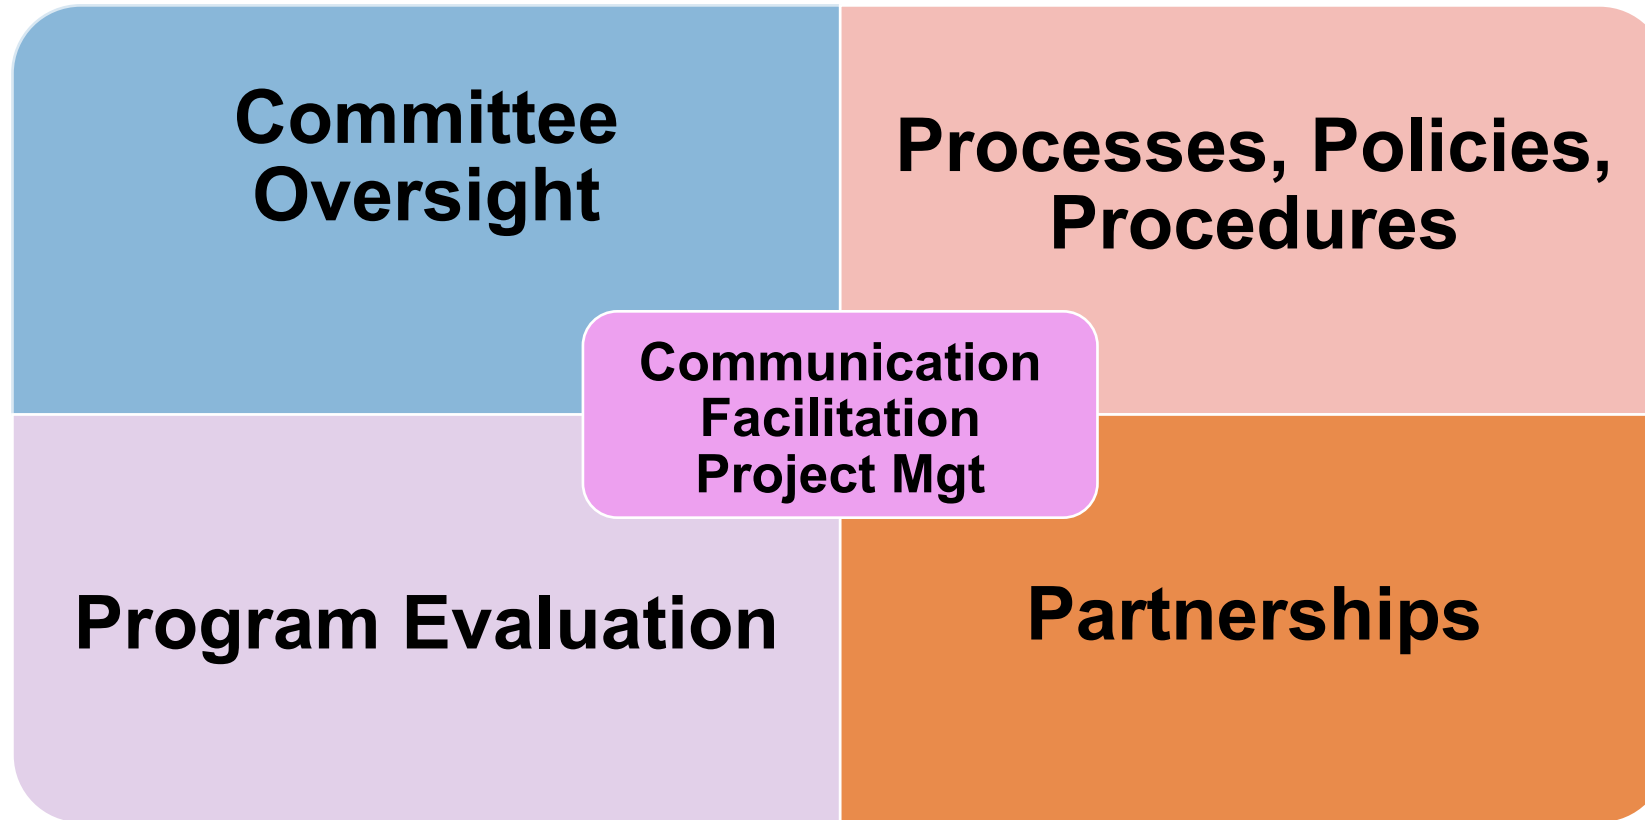 Committee
Oversight
Processes, Policies,
Procedures
Communication
Facilitation
Project Mgt
Program Evaluation
Partnerships